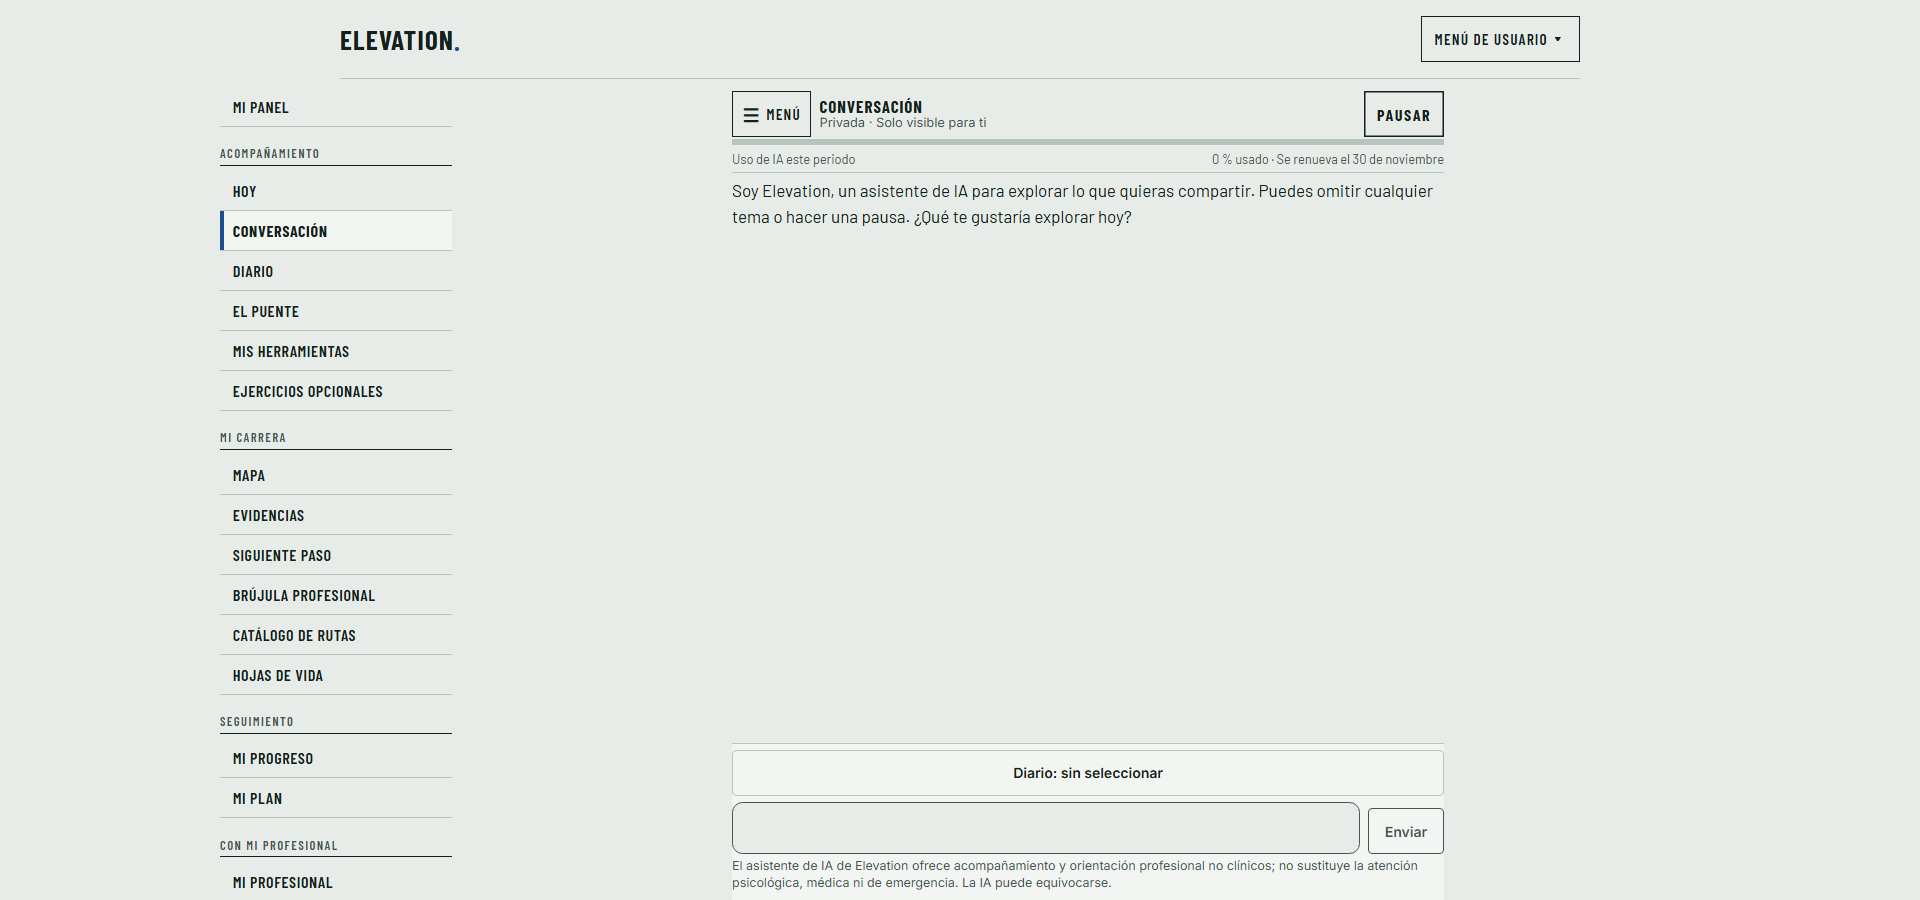 ELEVATION.
MENÚ DE USUARIO
MI PANEL
ACOMPAÑAMIENTO
HOY
CONVERSACIÓN
DIARIO
EL PUENTE
MIS HERRAMIENTAS
EJERCICIOS OPCIONALES
MI CARRERA
MAPA
EVIDENCIAS
SIGUIENTE PASO
BRÚJULA PROFESIONAL
CATÁLOGO DE RUTAS
HOJAS DE VIDA
SEGUIMIENTO
MI PROGRESO
MI PLAN
CON MI PROFESIONAL
MI PROFESIONAL
MENÚ
CONVERSACIÓN
Privada · Solo visible para ti
PAUSAR
Uso de IA este periodo
0 % usado · Se renueva el 30 de noviembre
Soy Elevation, un asistente de IA para explorar lo que quieras compartir. Puedes omitir cualquier
tema o hacer una pausa. ¿Qué te gustaría explorar hoy?
Diario: sin seleccionar
Enviar
El asistente de IA de Elevation ofrece acompañamiento y orientación profesional no clínicos; no sustituye la atención
psicológica, médica ni de emergencia. La IA puede equivocarse.